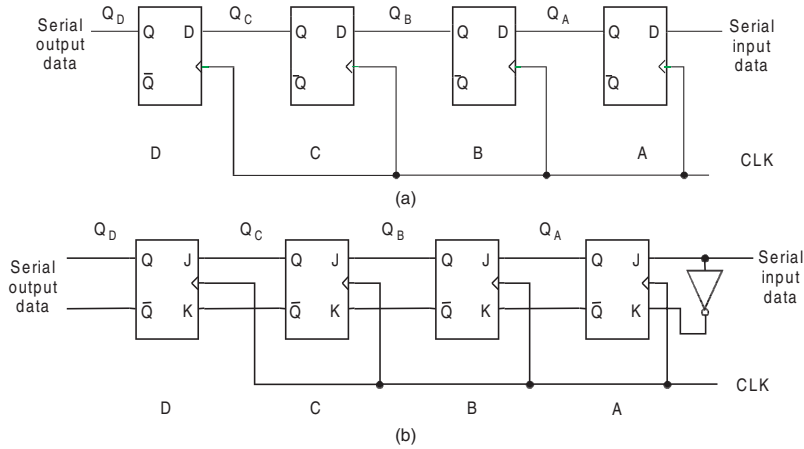 Q_D Q_C Q_B Q_A
Serial output data
Q D Q D Q D Q D
Serial input data
Q̅ Q̅ Q̅ Q̅
D C B A CLK
(a)
Q_D Q_C Q_B Q_A
Serial output data
Q J Q J Q J Q J
Serial input data
Q̅ K Q̅ K Q̅ K Q̅ K
CLK
D C B A
(b)